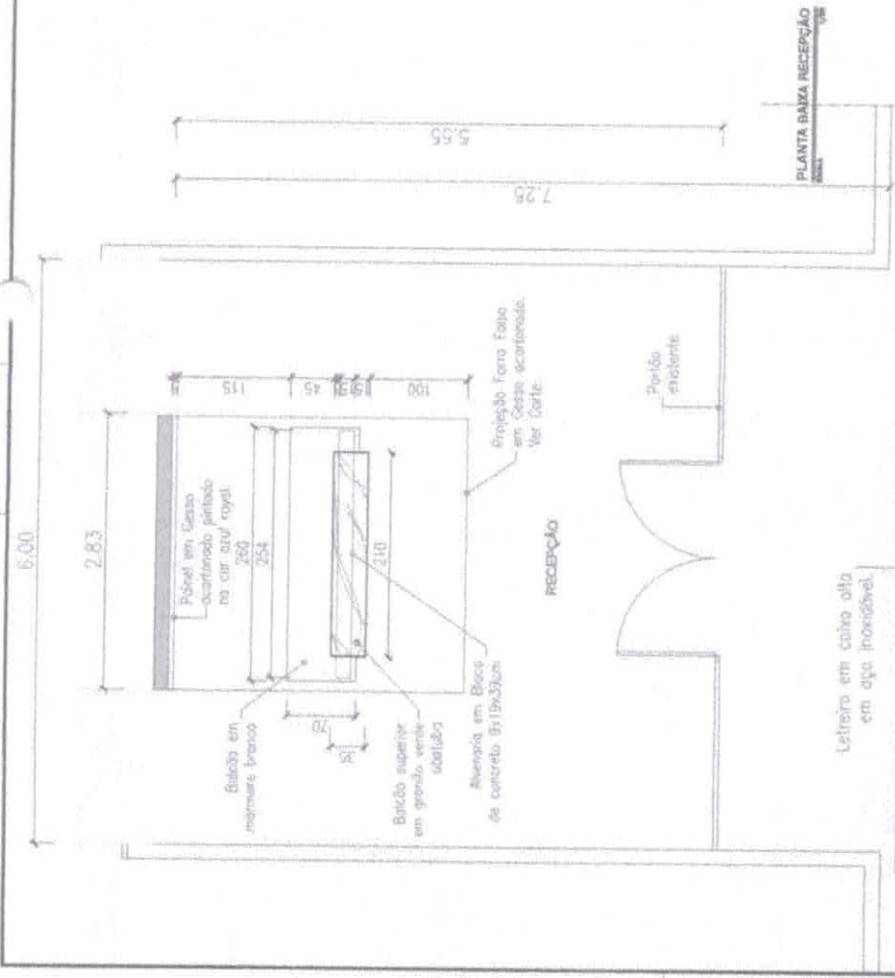 6.00
2.83
Painel em Gesso
acartonado pintado
na cor azul royal
260
254
115
45
100
5.65
7.25
70
210
Balcão em
mármore branco
Balcão superior
em granito verde
ubatuba
Alvenaria em Bloco
de concreto 9x19x39cm
Projeção Forro Falso
em Gesso acartonado.
Ver Corte.
RECEPÇÃO
Portão
existente
Letreiro em caixa alta
em aço inoxidável.
PLANTA BAIXA RECEPÇÃO